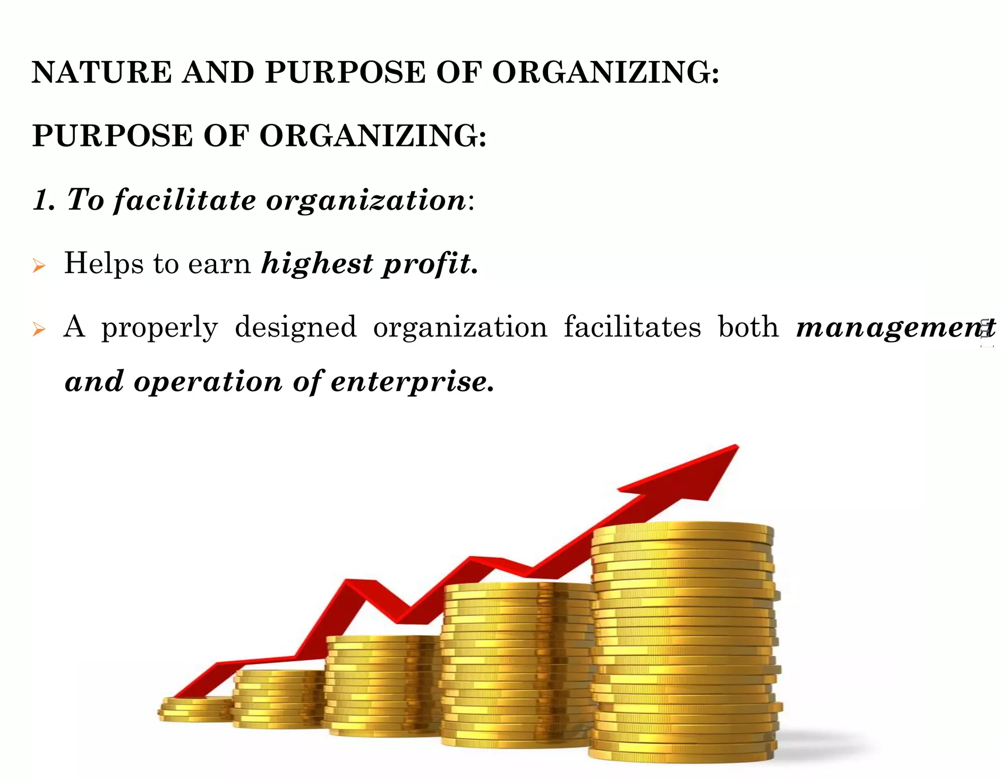 NATURE AND PURPOSE OF ORGANIZING:
PURPOSE OF ORGANIZING:
1. To facilitate organization:
Helps to earn highest profit.
A properly designed organization facilitates both management
and operation of enterprise.